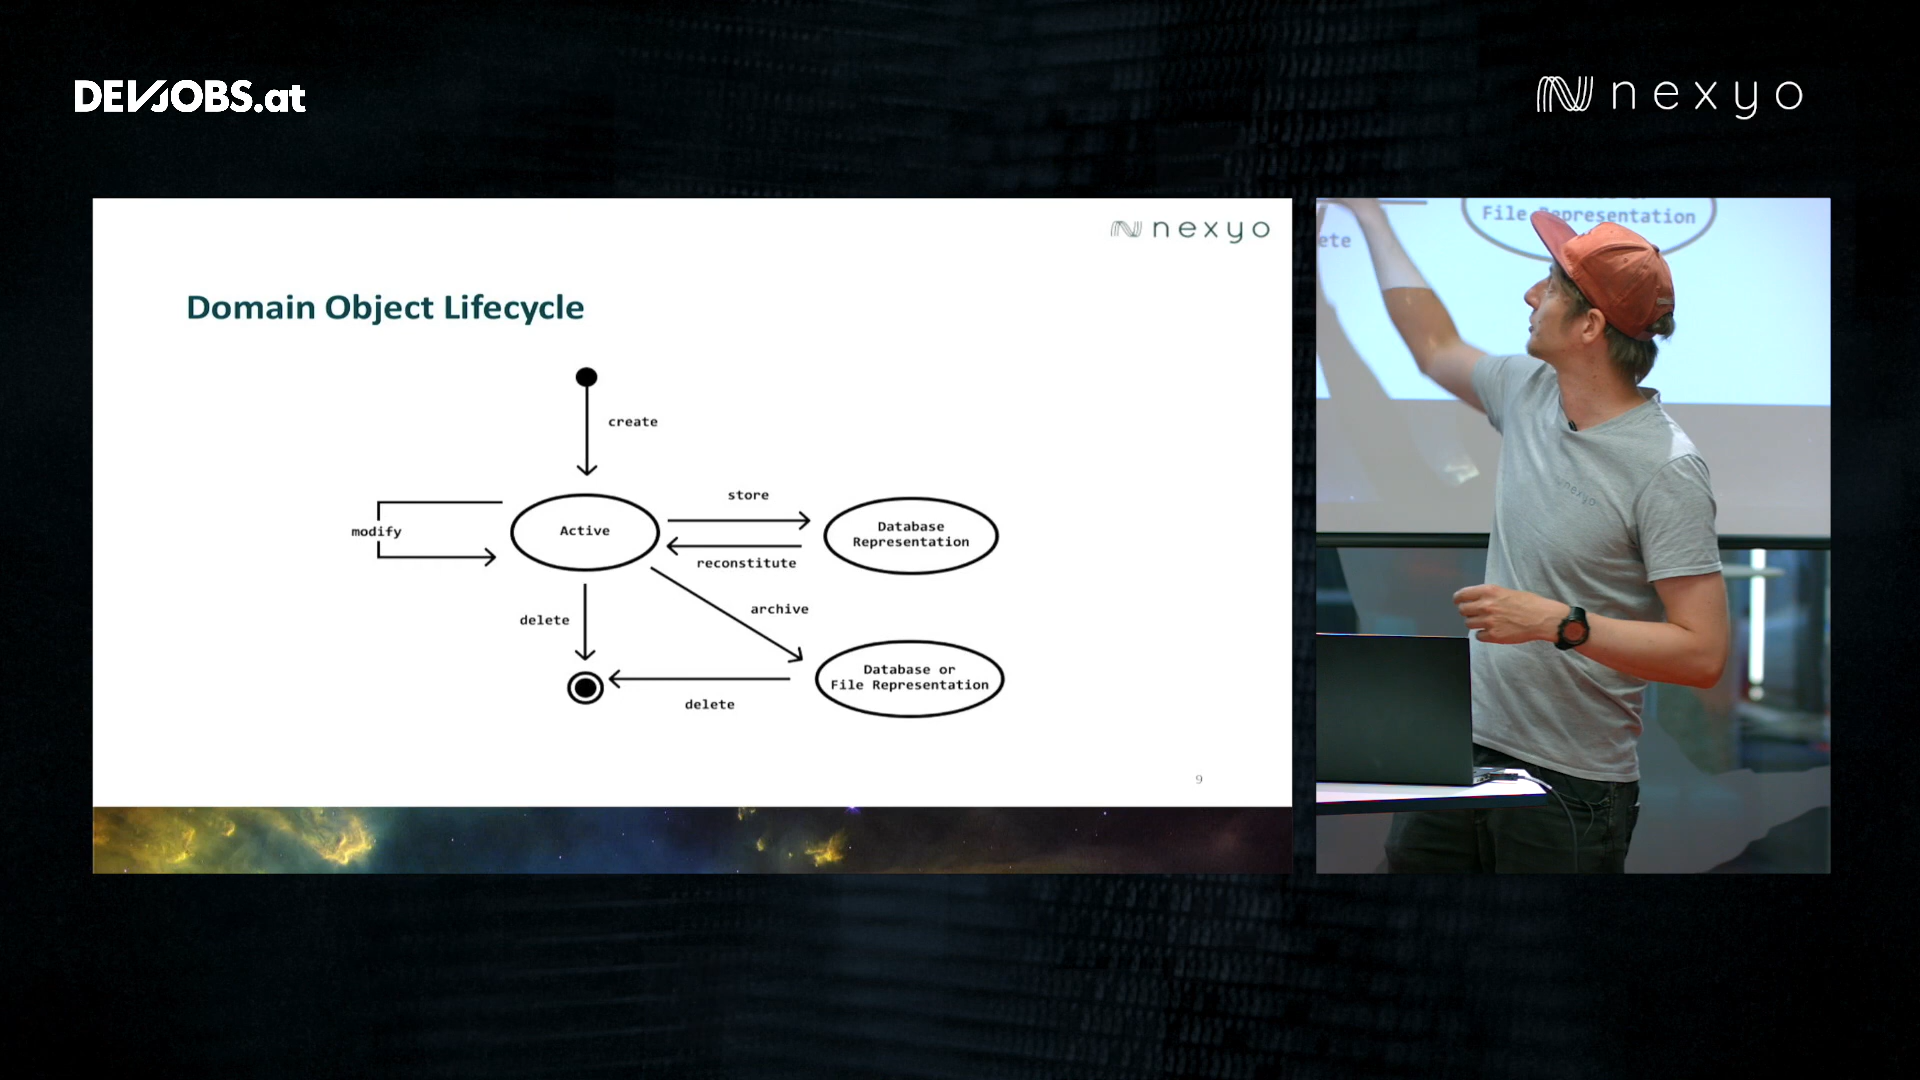 DEVJOBS.at
nexyo
nexyo
Domain Object Lifecycle
create
store
modify
Active
Database
Representation
reconstitute
archive
delete
Database or
File Representation
delete
9
File Representation
ete
nexyo